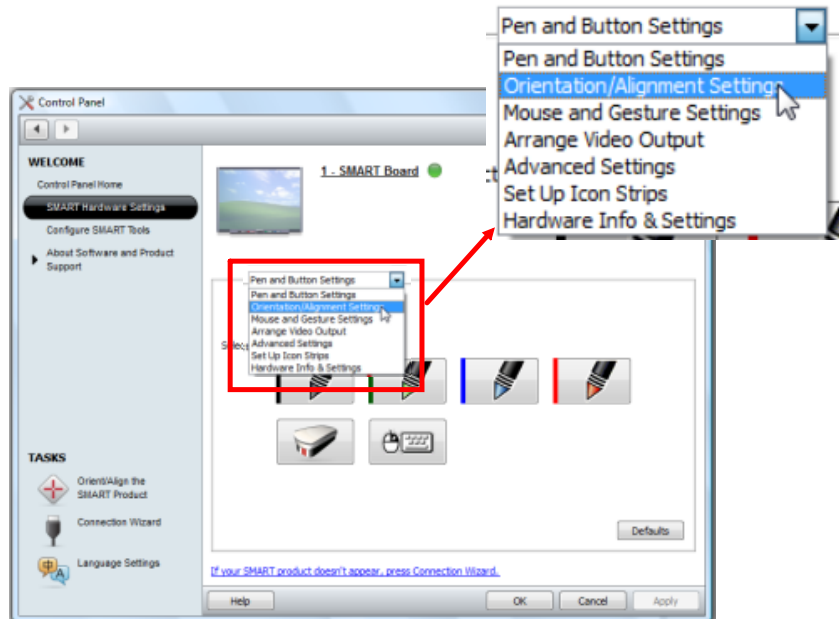 Pen and Button Settings
Pen and Button Settings
Orientation/Alignment Settings
Mouse and Gesture Settings
Arrange Video Output
Advanced Settings
Set Up Icon Strips
Hardware Info & Settings
Control Panel
WELCOME
Control Panel Home
SMART Hardware Settings
Configure SMART Tools
About Software and Product
Support
1 - SMART Board
ct
Pen and Button Settings
Pen and Button Settings
Orientation/Alignment Settings
Mouse and Gesture Settings
Arrange Video Output
Advanced Settings
Set Up Icon Strips
Hardware Info & Settings
Selec
TASKS
Orient/Align the
SMART Product
Connection Wizard
Language Settings
Defaults
If your SMART product doesn't appear, press Connection Wizard.
Help
OK
Cancel
Apply